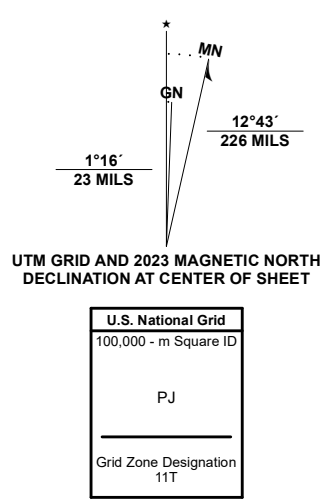 ★
MN
GN
12°43´
226 MILS
1°16´
23 MILS
UTM GRID AND 2023 MAGNETIC NORTH
DECLINATION AT CENTER OF SHEET
U.S. National Grid
100,000 - m Square ID
PJ
Grid Zone Designation
11T